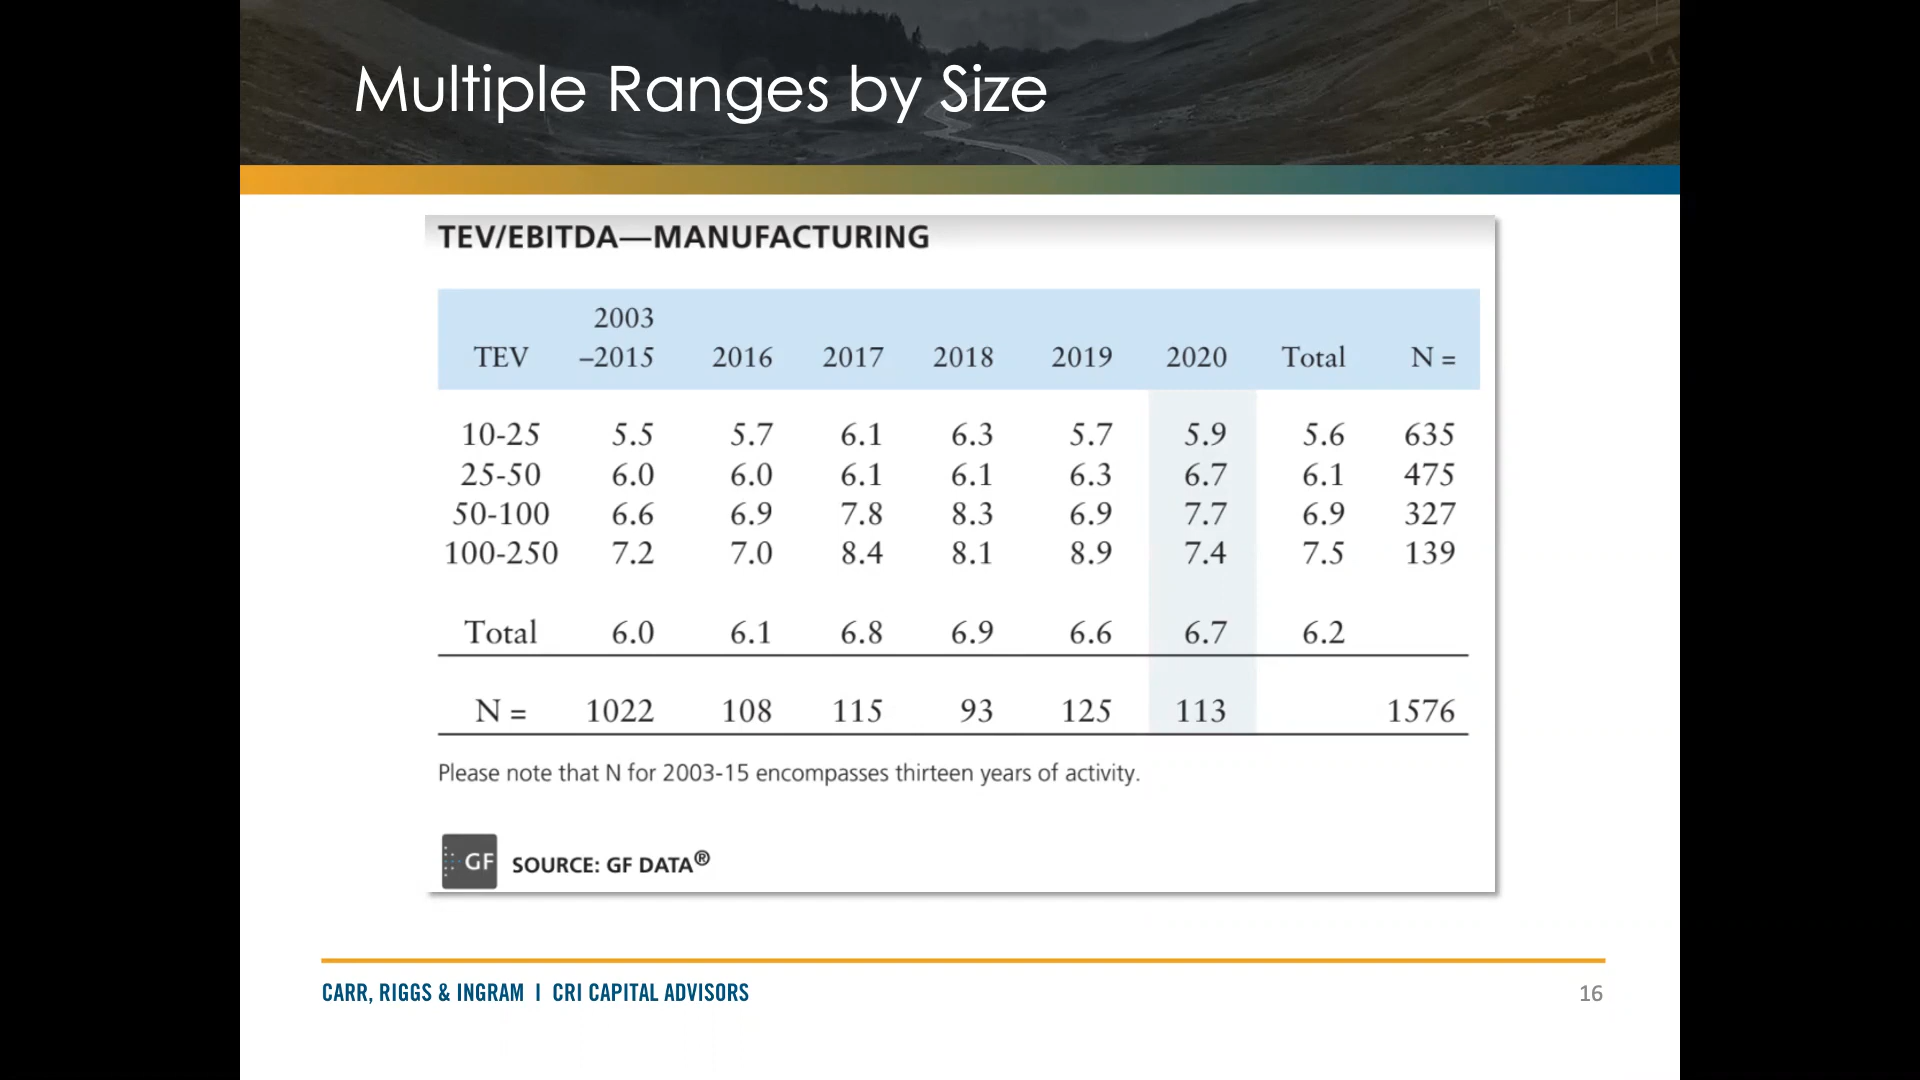 Multiple Ranges by Size
TEV/EBITDA—MANUFACTURING
2003
TEV –2015 2016 2017 2018 2019 2020 Total N =
10-25 5.5 5.7 6.1 6.3 5.7 5.9 5.6 635
25-50 6.0 6.0 6.1 6.1 6.3 6.7 6.1 475
50-100 6.6 6.9 7.8 8.3 6.9 7.7 6.9 327
100-250 7.2 7.0 8.4 8.1 8.9 7.4 7.5 139
Total 6.0 6.1 6.8 6.9 6.6 6.7 6.2
N = 1022 108 115 93 125 113 1576
Please note that N for 2003-15 encompasses thirteen years of activity.
GF SOURCE: GF DATA®
CARR, RIGGS & INGRAM | CRI CAPITAL ADVISORS 16